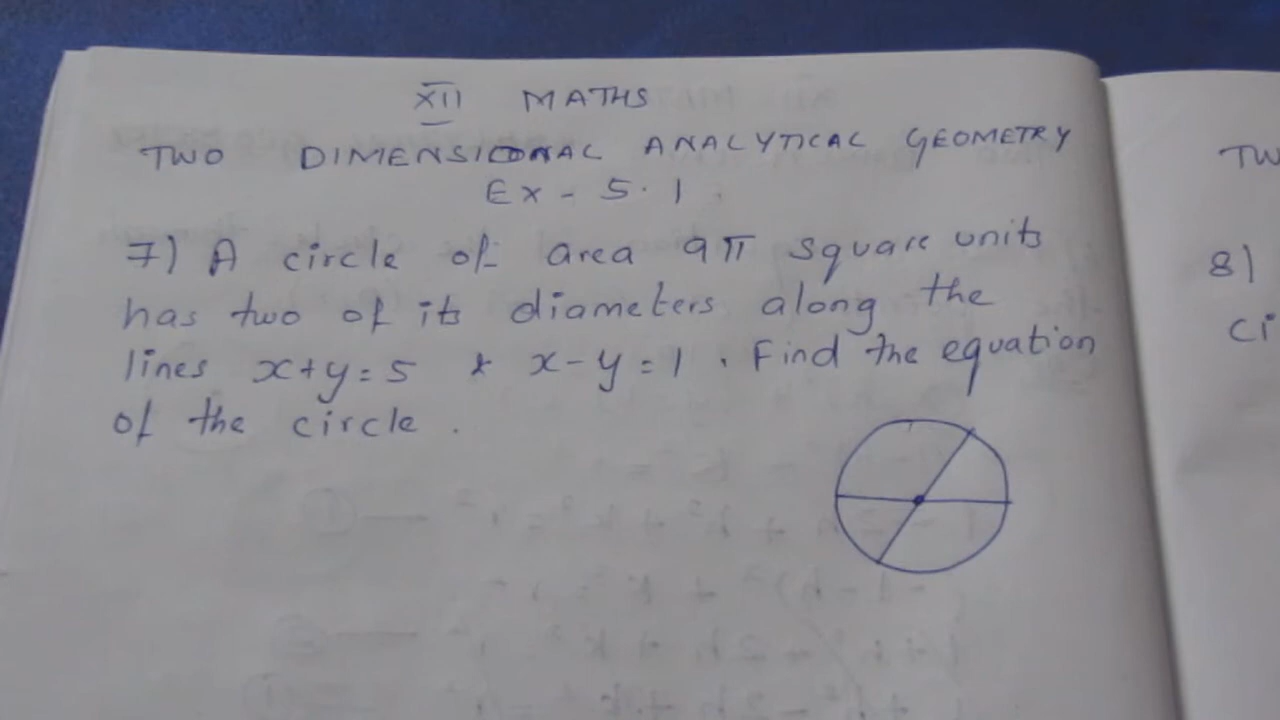 XII MATHS
TWO DIMENSIONAL ANALYTICAL GEOMETRY
Ex - 5.1
7) A circle of area 9π square units
has two of its diameters along the
lines x+y=5 & x-y=1. Find the equation
of the circle.
TW
8)
Ci